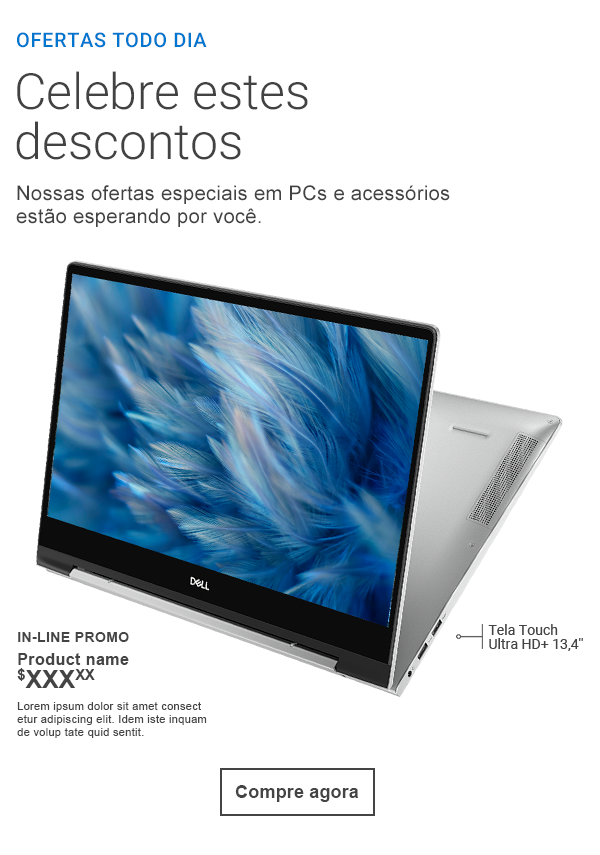 OFERTAS TODO DIA
Celebre estes
descontos
Nossas ofertas especiais em PCs e acessórios
estão esperando por você.
DELL
Tela Touch
Ultra HD+ 13,4"
IN-LINE PROMO
Product name
$XXXXX
Lorem ipsum dolor sit amet consect
etur adipiscing elit. Idem iste inquam
de volup tate quid sentit.
Compre agora